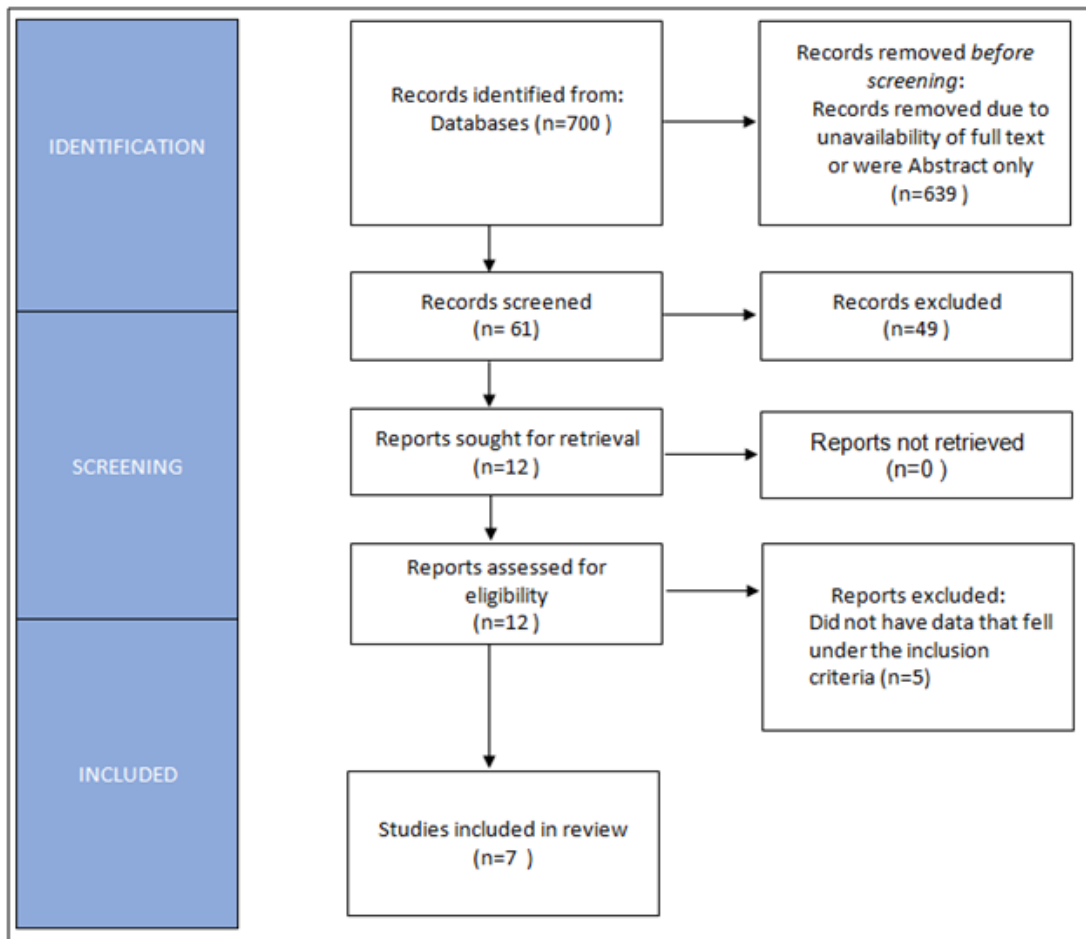 IDENTIFICATION
Records identified from:
Databases (n=700 )
Records removed before
screening:
Records removed due to
unavailability of full text
or were Abstract only
(n=639 )
Records screened
(n= 61)
Records excluded
(n=49 )
SCREENING
Reports sought for retrieval
(n=12 )
Reports not retrieved
(n=0 )
Reports assessed for
eligibility
(n=12 )
Reports excluded:
Did not have data that fell
under the inclusion
criteria (n=5)
INCLUDED
Studies included in review
(n=7 )